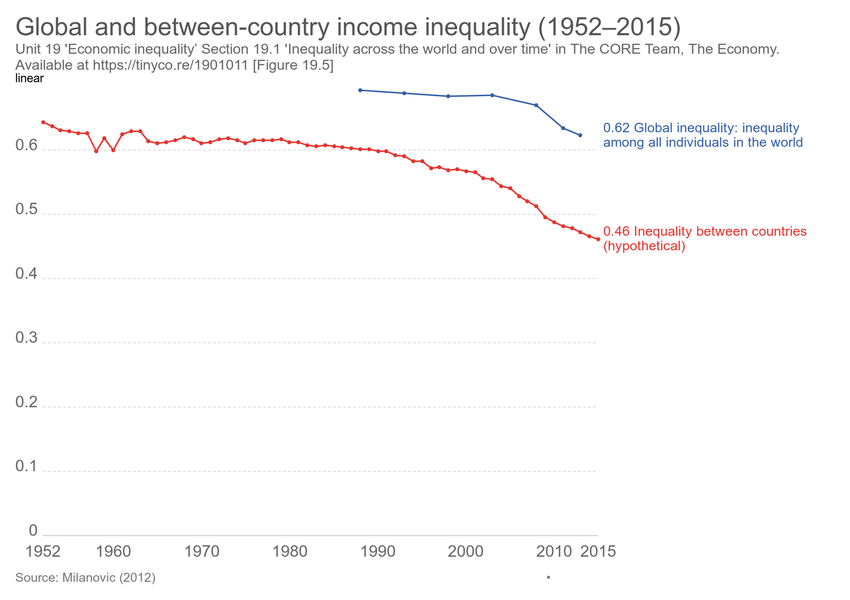 Global and between-country income inequality (1952–2015)
Unit 19 'Economic inequality' Section 19.1 'Inequality across the world and over time' in The CORE Team, The Economy.
Available at https://tinyco.re/1901011 [Figure 19.5]
linear
0.62 Global inequality: inequality
among all individuals in the world
0.6
0.5
0.46 Inequality between countries
(hypothetical)
0.4
0.3
0.2
0.1
0
1952 1960 1970 1980 1990 2000 2010 2015
Source: Milanovic (2012)